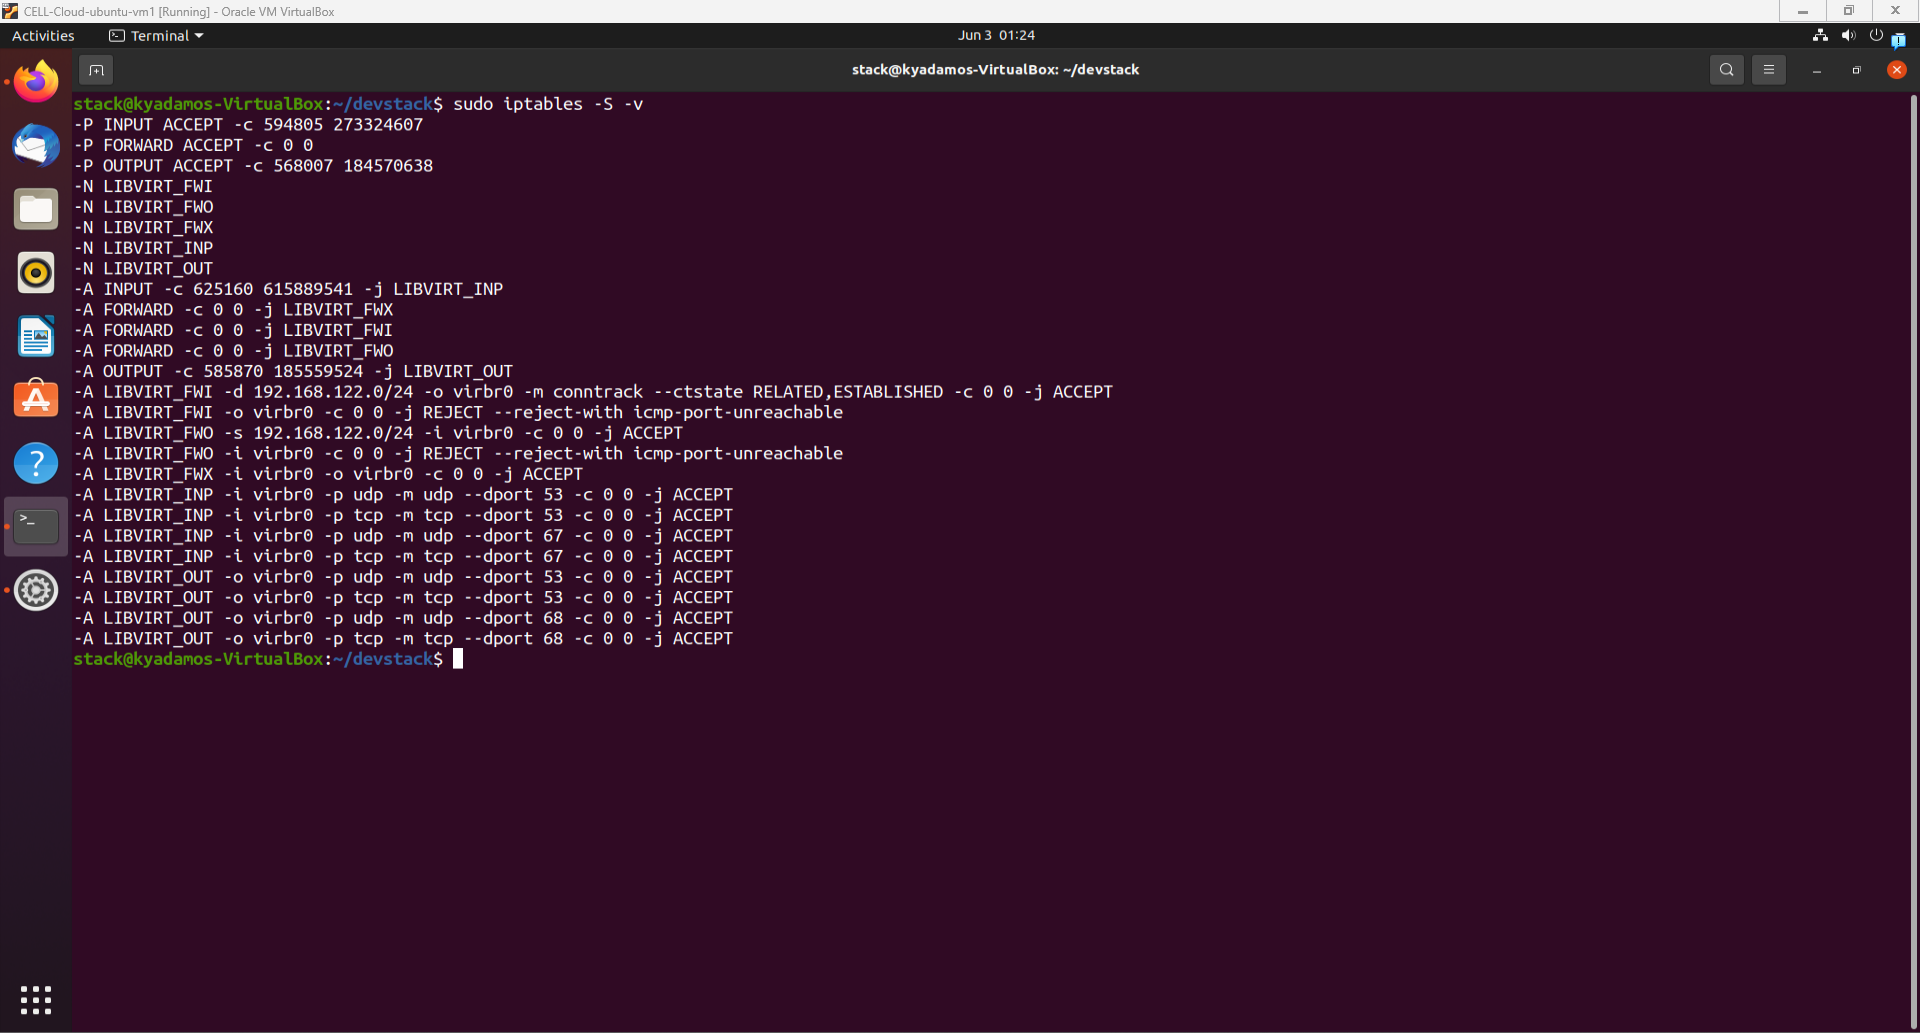 CELL-Cloud-ubuntu-vm1 [Running] - Oracle VM VirtualBox
Activities Terminal Jun 3 01:24
stack@kyadamos-VirtualBox: ~/devstack
stack@kyadamos-VirtualBox:~/devstack$ sudo iptables -S -v
-P INPUT ACCEPT -c 594805 273324607
-P FORWARD ACCEPT -c 0 0
-P OUTPUT ACCEPT -c 568007 184570638
-N LIBVIRT_FWI
-N LIBVIRT_FWO
-N LIBVIRT_FWX
-N LIBVIRT_INP
-N LIBVIRT_OUT
-A INPUT -c 625160 615889541 -j LIBVIRT_INP
-A FORWARD -c 0 0 -j LIBVIRT_FWX
-A FORWARD -c 0 0 -j LIBVIRT_FWI
-A FORWARD -c 0 0 -j LIBVIRT_FWO
-A OUTPUT -c 585870 185559524 -j LIBVIRT_OUT
-A LIBVIRT_FWI -d 192.168.122.0/24 -o virbr0 -m conntrack --ctstate RELATED,ESTABLISHED -c 0 0 -j ACCEPT
-A LIBVIRT_FWI -o virbr0 -c 0 0 -j REJECT --reject-with icmp-port-unreachable
-A LIBVIRT_FWO -s 192.168.122.0/24 -i virbr0 -c 0 0 -j ACCEPT
-A LIBVIRT_FWO -i virbr0 -c 0 0 -j REJECT --reject-with icmp-port-unreachable
-A LIBVIRT_FWX -i virbr0 -o virbr0 -c 0 0 -j ACCEPT
-A LIBVIRT_INP -i virbr0 -p udp -m udp --dport 53 -c 0 0 -j ACCEPT
-A LIBVIRT_INP -i virbr0 -p tcp -m tcp --dport 53 -c 0 0 -j ACCEPT
-A LIBVIRT_INP -i virbr0 -p udp -m udp --dport 67 -c 0 0 -j ACCEPT
-A LIBVIRT_INP -i virbr0 -p tcp -m tcp --dport 67 -c 0 0 -j ACCEPT
-A LIBVIRT_OUT -o virbr0 -p udp -m udp --dport 53 -c 0 0 -j ACCEPT
-A LIBVIRT_OUT -o virbr0 -p tcp -m tcp --dport 53 -c 0 0 -j ACCEPT
-A LIBVIRT_OUT -o virbr0 -p udp -m udp --dport 68 -c 0 0 -j ACCEPT
-A LIBVIRT_OUT -o virbr0 -p tcp -m tcp --dport 68 -c 0 0 -j ACCEPT
stack@kyadamos-VirtualBox:~/devstack$